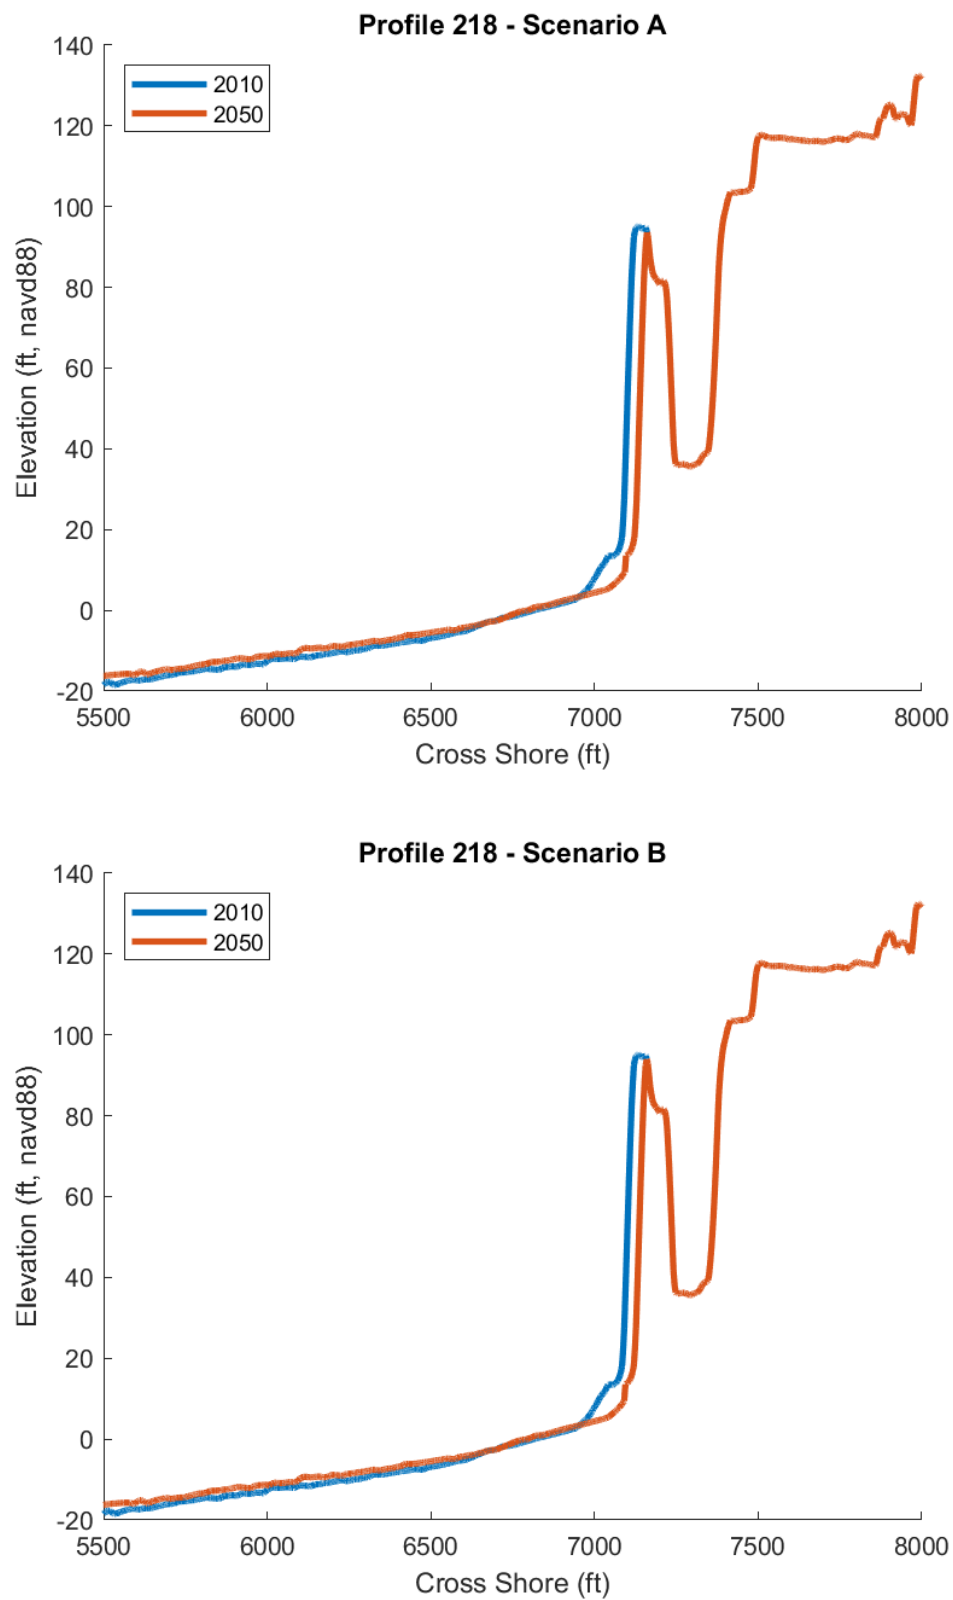 Profile 218 - Scenario A
140
120
100
80
60
40
20
0
-20
2010
2050
Elevation (ft, navd88)
5500 6000 6500 7000 7500 8000
Cross Shore (ft)
Profile 218 - Scenario B
140
120
100
80
60
40
20
0
-20
2010
2050
Elevation (ft, navd88)
5500 6000 6500 7000 7500 8000
Cross Shore (ft)